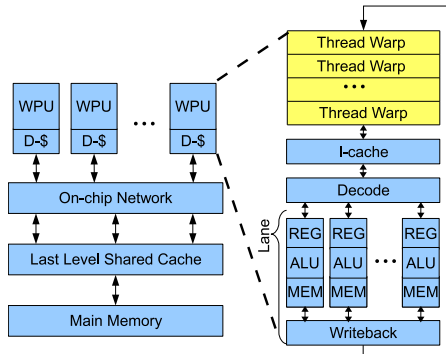 WPU WPU ... WPU
D-$ D-$ D-$
On-chip Network
Last Level Shared Cache
Main Memory
Thread Warp
Thread Warp
...
Thread Warp
I-cache
Decode
Lane
REG REG REG
ALU ALU ... ALU
MEM MEM MEM
Writeback